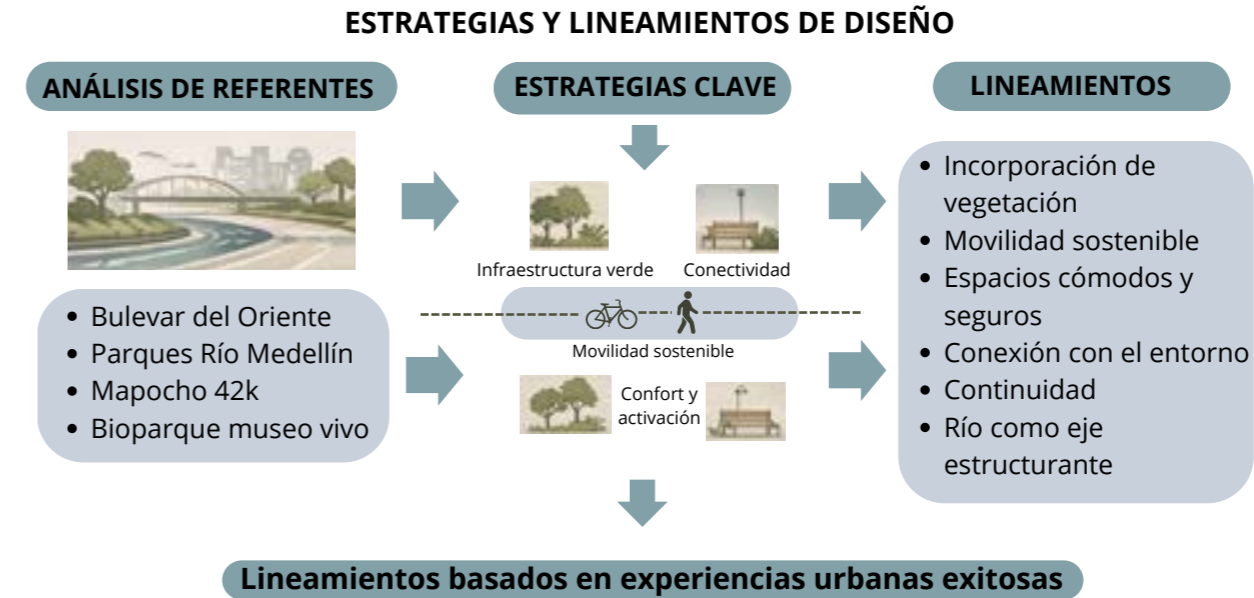 ESTRATEGIAS Y LINEAMIENTOS DE DISEÑO
ANÁLISIS DE REFERENTES
• Bulevar del Oriente
• Parques Río Medellín
• Mapocho 42k
• Bioparque museo vivo
ESTRATEGIAS CLAVE
Infraestructura verde
Conectividad
Movilidad sostenible
Confort y
activación
LINEAMIENTOS
• Incorporación de
vegetación
• Movilidad sostenible
• Espacios cómodos y
seguros
• Conexión con el entorno
• Continuidad
• Río como eje
estructurante
Lineamientos basados en experiencias urbanas exitosas